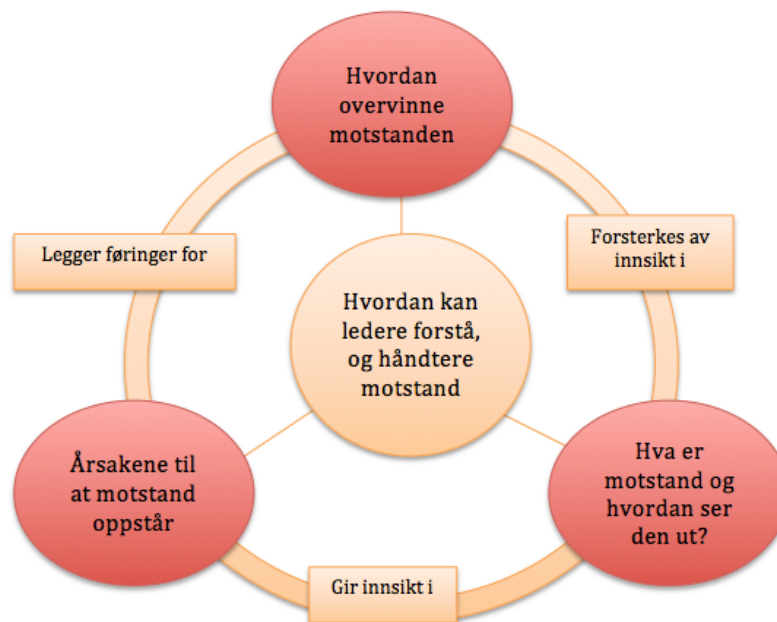 Hvordan
overvinne
motstanden
Legger føringer for
Forsterkes av
innsikt i
Hvordan kan
ledere forstå,
og håndtere
motstand
Årsakene til
at motstand
oppstår
Hva er
motstand og
hvordan ser
den ut?
Gir innsikt i